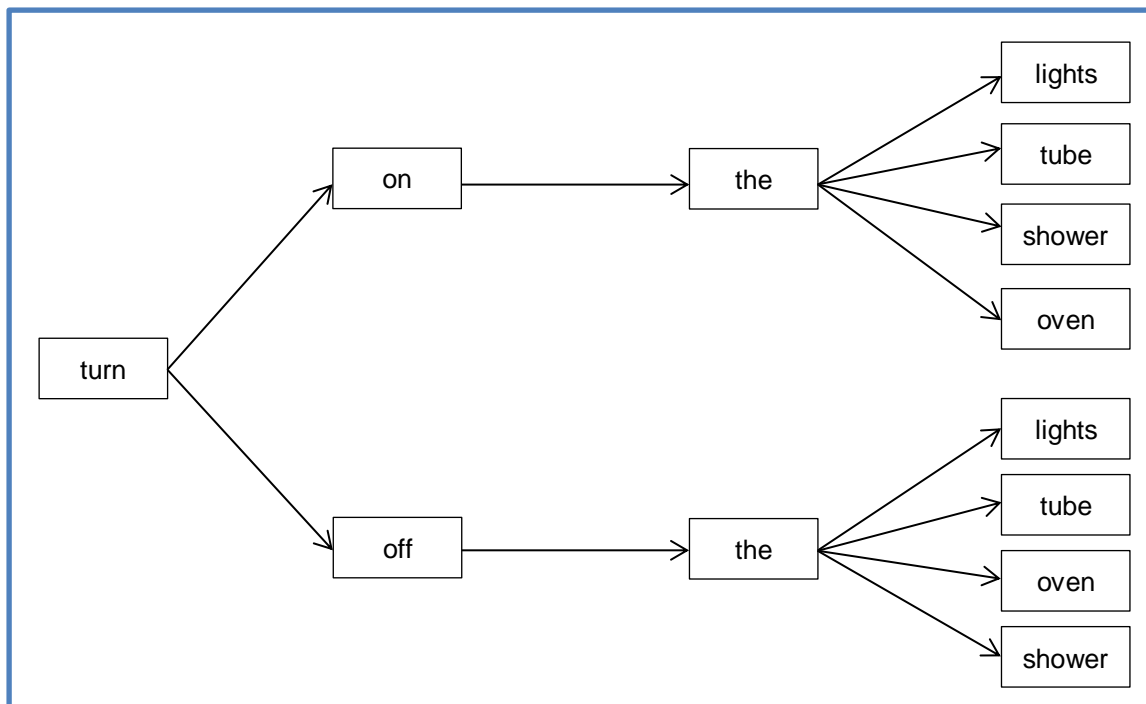 lights
tube
on
the
shower
oven
turn
lights
tube
off
the
oven
shower